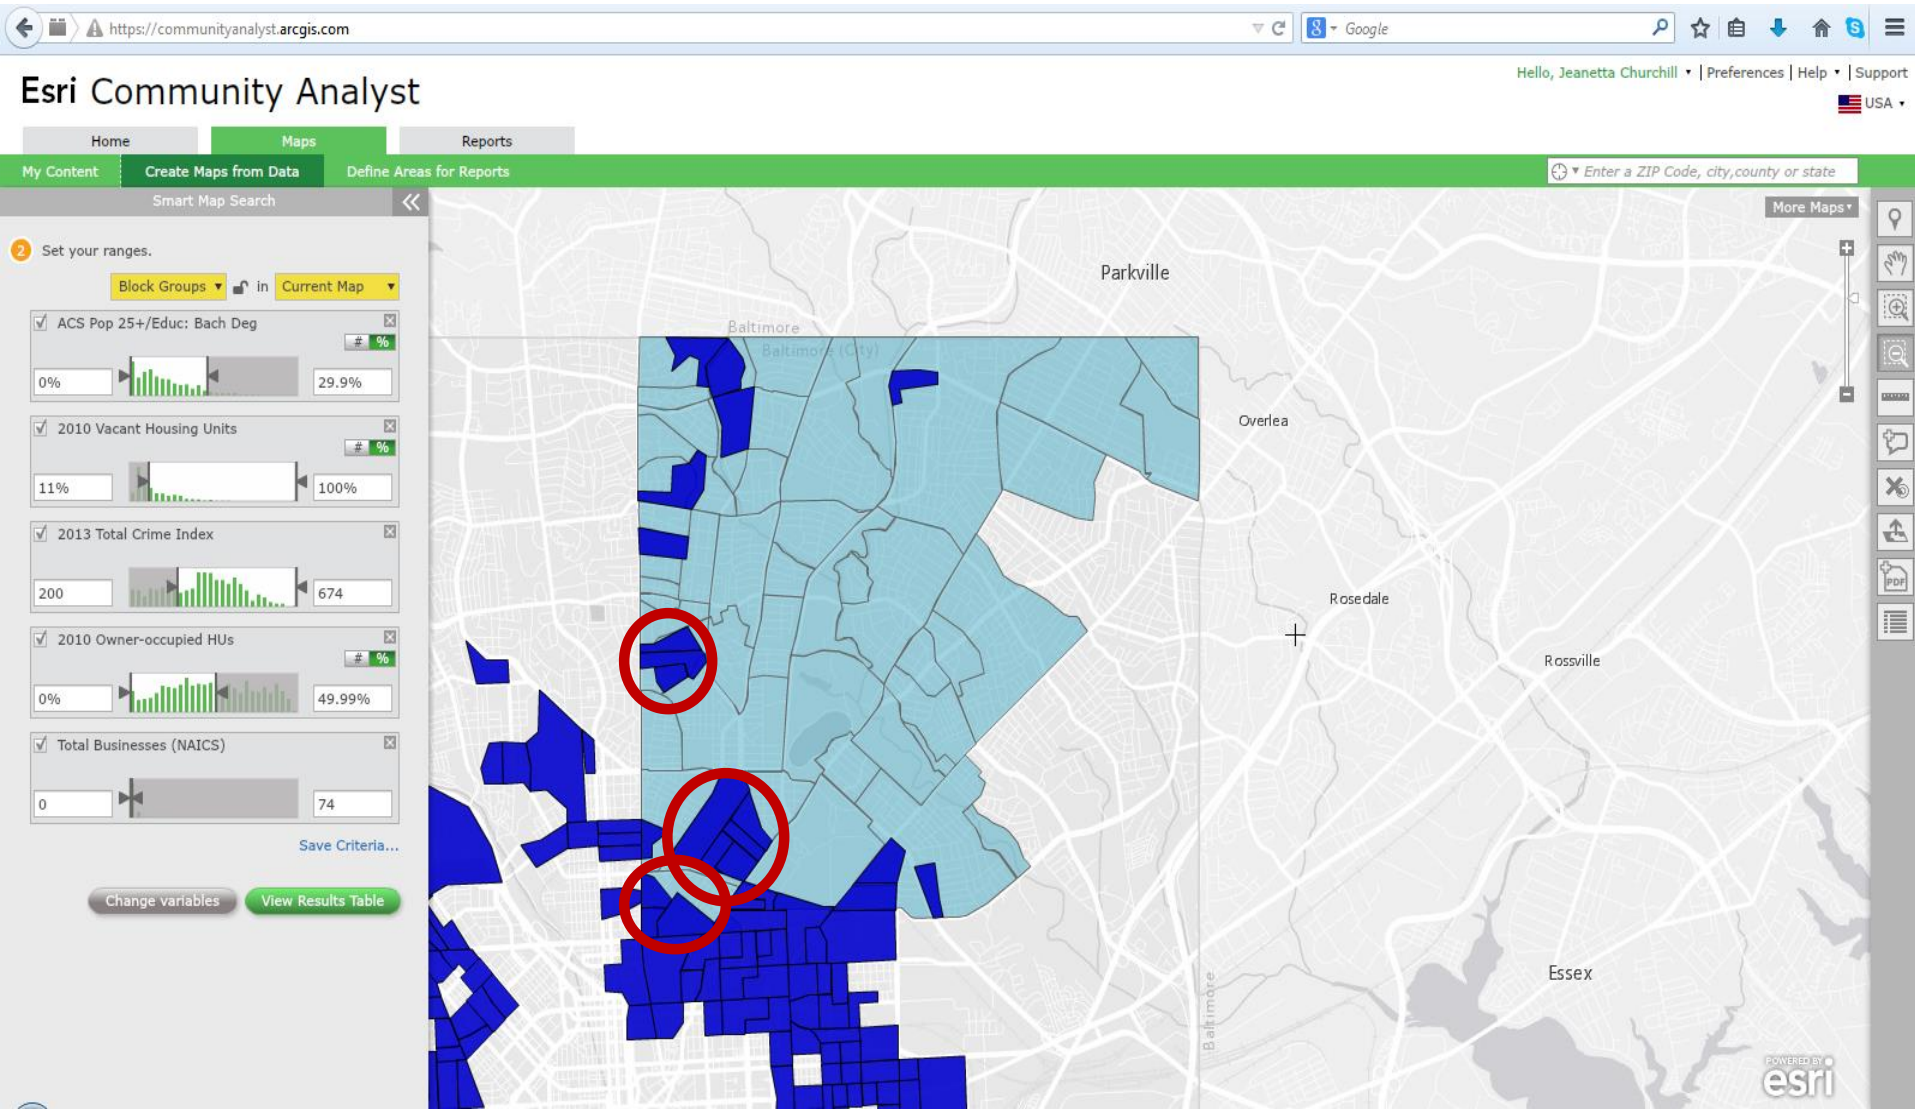 https://communityanalyst.arcgis.com
Google
Esri Community Analyst
Hello, Jeanetta Churchill | Preferences | Help | Support
USA
Home Maps Reports
My Content Create Maps from Data Define Areas for Reports
Enter a ZIP Code, city,county or state
Smart Map Search
More Maps
2 Set your ranges.
Block Groups in Current Map
ACS Pop 25+/Educ: Bach Deg
# %
0% 29.9%
2010 Vacant Housing Units
# %
11% 100%
2013 Total Crime Index
200 674
2010 Owner-occupied HUs
# %
0% 49.99%
Total Businesses (NAICS)
0 74
Save Criteria...
Change variables View Results Table
Parkville
Baltimore
Baltimore (City)
Overlea
Rosedale
Rossville
Essex
Baltimore
PDF
POWERED BY
esri